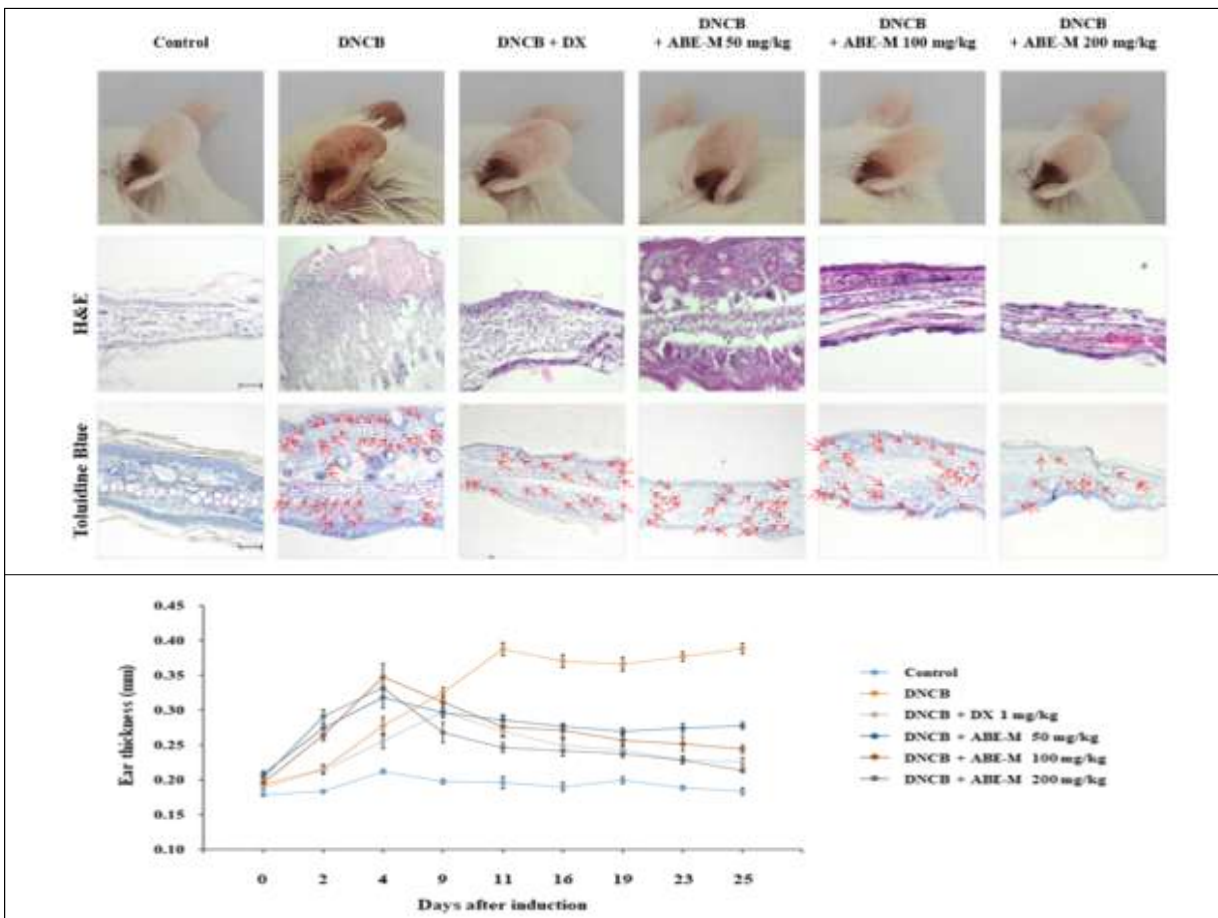 Control DNCB DNCB + DX DNCB + ABE-M 50 mg/kg DNCB + ABE-M 100 mg/kg DNCB + ABE-M 200 mg/kg
H&E
Toluidine Blue
0.45
0.40
0.35
0.30
0.25
0.20
0.15
0.10
Ear thickness (mm)
0 2 4 9 11 16 19 23 25
Days after induction
Control
DNCB
DNCB + DX 1 mg/kg
DNCB + ABE-M 50 mg/kg
DNCB + ABE-M 100 mg/kg
DNCB + ABE-M 200 mg/kg